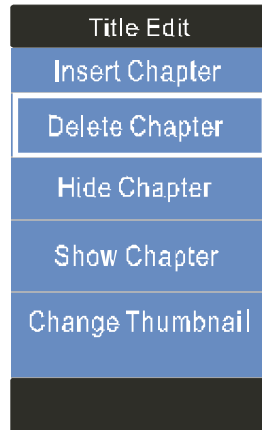 Title Edit
Insert Chapter
Delete Chapter
Hide Chapter
Show Chapter
Change Thumbnail